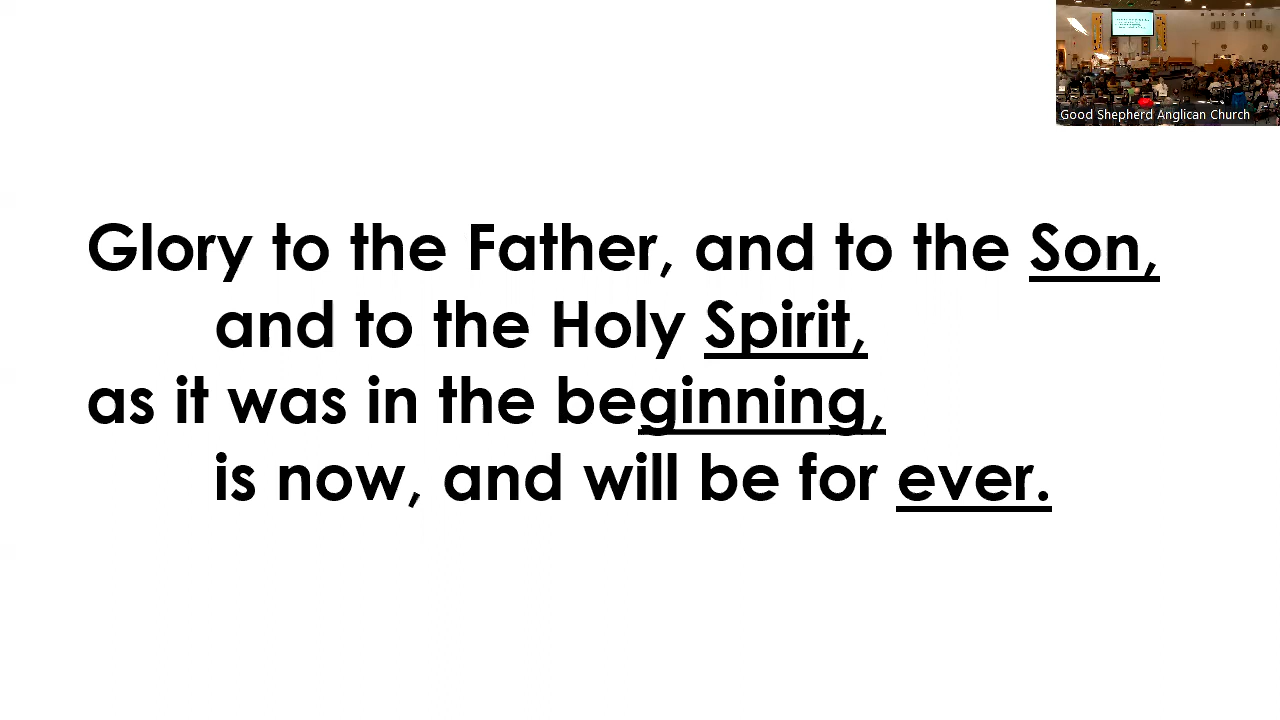 Good Shepherd Anglican Church
Glory to the Father, and to the Son,
and to the Holy Spirit,
as it was in the beginning,
is now, and will be for ever.